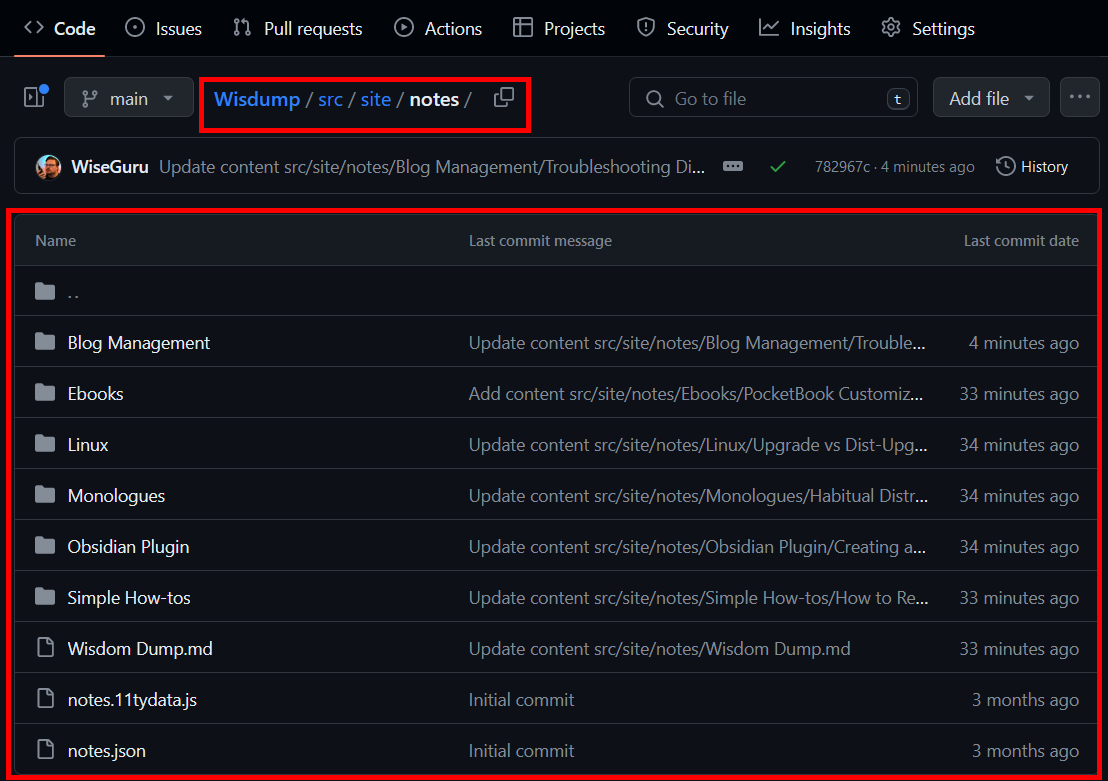 Code Issues Pull requests Actions Projects Security Insights Settings
main Wisdump / src / site / notes / Go to file t Add file ...
WiseGuru Update content src/site/notes/Blog Management/Troubleshooting Di... 782967c · 4 minutes ago History
Name Last commit message Last commit date
..
Blog Management Update content src/site/notes/Blog Management/Trouble... 4 minutes ago
Ebooks Add content src/site/notes/Ebooks/PocketBook Customiz... 33 minutes ago
Linux Update content src/site/notes/Linux/Upgrade vs Dist-Upg... 34 minutes ago
Monologues Update content src/site/notes/Monologues/Habitual Distr... 34 minutes ago
Obsidian Plugin Update content src/site/notes/Obsidian Plugin/Creating a... 34 minutes ago
Simple How-tos Update content src/site/notes/Simple How-tos/How to Re... 33 minutes ago
Wisdom Dump.md Update content src/site/notes/Wisdom Dump.md 33 minutes ago
notes.11tydata.js Initial commit 3 months ago
notes.json Initial commit 3 months ago